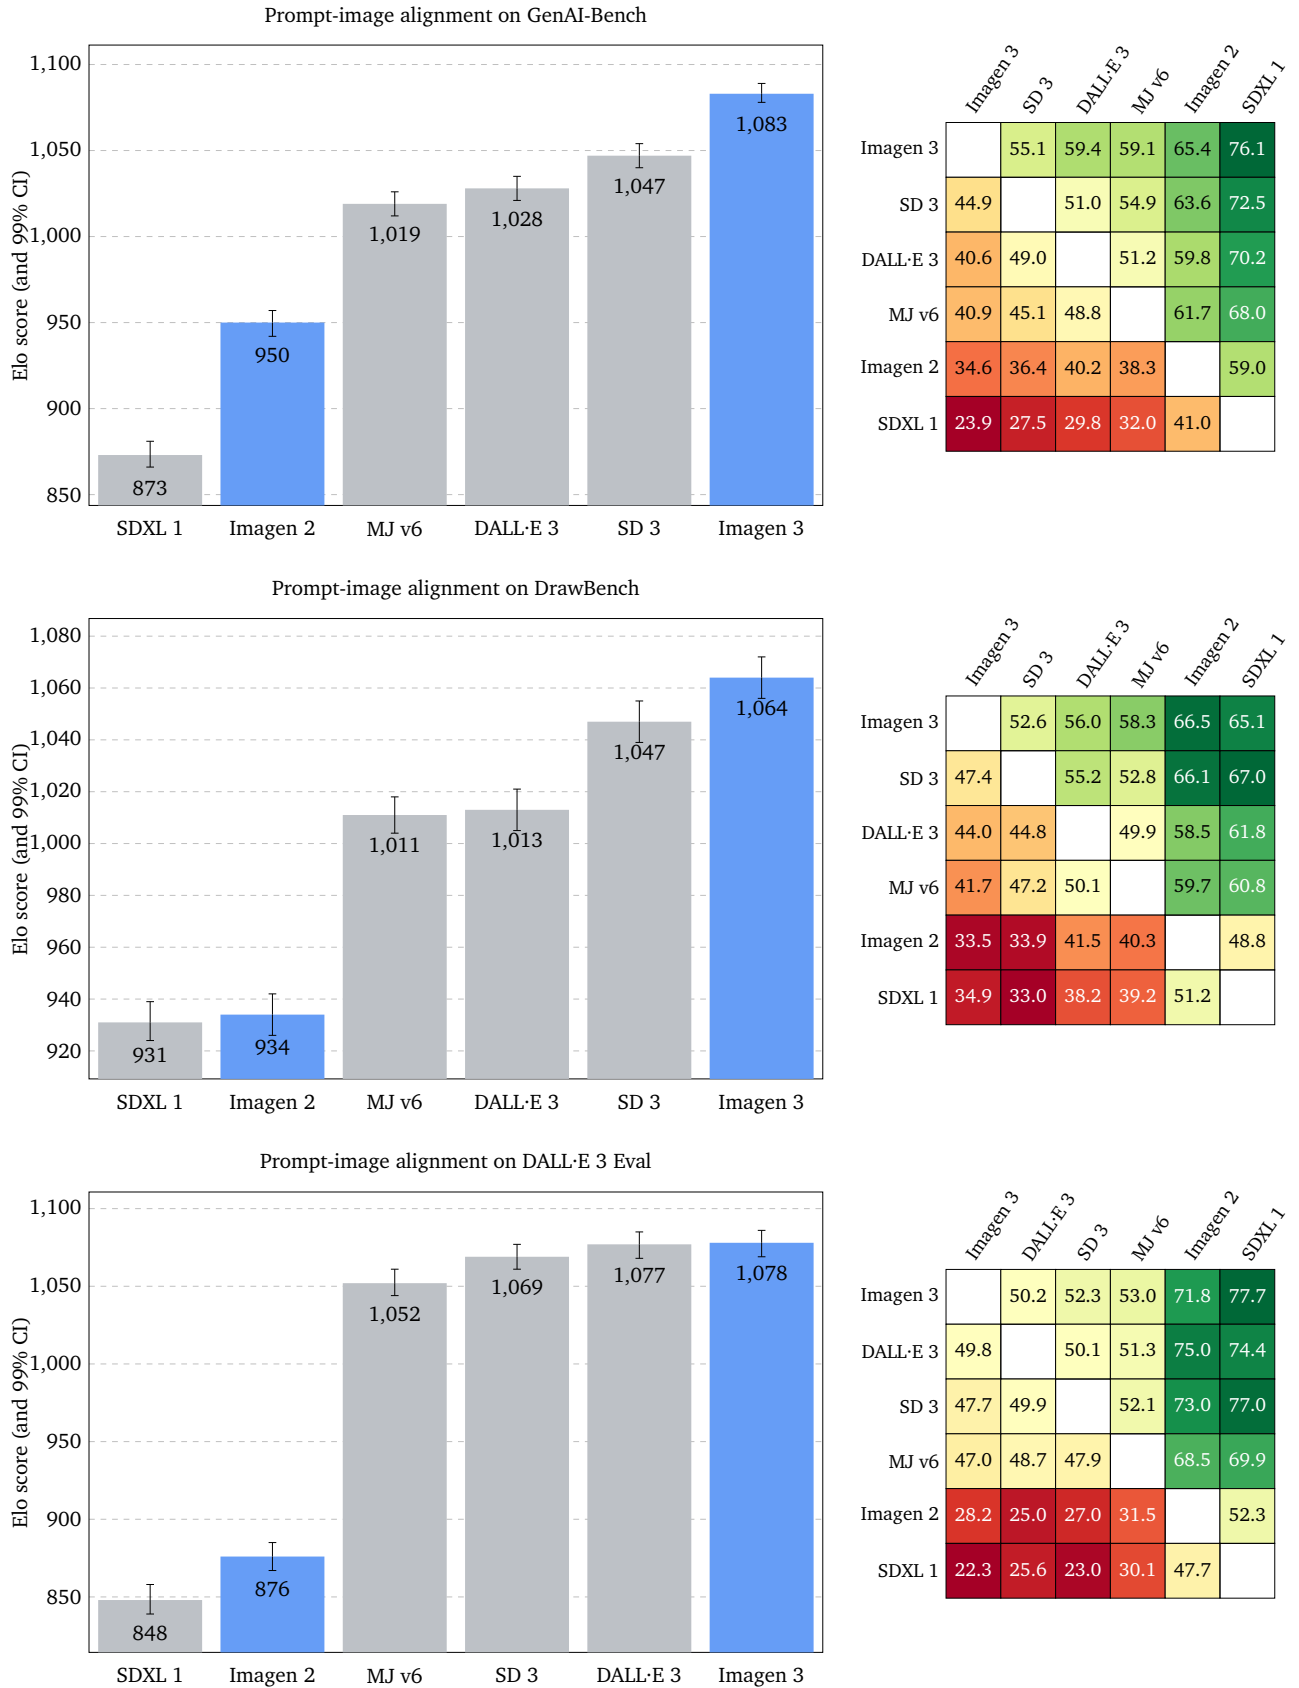 Prompt-image alignment on GenAI-Bench
Elo score (and 99% CI)
1,100
1,050
1,000
950
900
850
873
950
1,019
1,028
1,047
1,083
SDXL 1 Imagen 2 MJ v6 DALL·E 3 SD 3 Imagen 3
Imagen 3 SD 3 DALL·E 3 MJ v6 Imagen 2 SDXL 1
Imagen 3 55.1 59.4 59.1 65.4 76.1
SD 3 44.9 51.0 54.9 63.6 72.5
DALL·E 3 40.6 49.0 51.2 59.8 70.2
MJ v6 40.9 45.1 48.8 61.7 68.0
Imagen 2 34.6 36.4 40.2 38.3 59.0
SDXL 1 23.9 27.5 29.8 32.0 41.0
Prompt-image alignment on DrawBench
Elo score (and 99% CI)
1,080
1,060
1,040
1,020
1,000
980
960
940
920
931
934
1,011
1,013
1,047
1,064
SDXL 1 Imagen 2 MJ v6 DALL·E 3 SD 3 Imagen 3
Imagen 3 SD 3 DALL·E 3 MJ v6 Imagen 2 SDXL 1
Imagen 3 52.6 56.0 58.3 66.5 65.1
SD 3 47.4 55.2 52.8 66.1 67.0
DALL·E 3 44.0 44.8 49.9 58.5 61.8
MJ v6 41.7 47.2 50.1 59.7 60.8
Imagen 2 33.5 33.9 41.5 40.3 48.8
SDXL 1 34.9 33.0 38.2 39.2 51.2
Prompt-image alignment on DALL·E 3 Eval
Elo score (and 99% CI)
1,100
1,050
1,000
950
900
850
848
876
1,052
1,069
1,077
1,078
SDXL 1 Imagen 2 MJ v6 SD 3 DALL·E 3 Imagen 3
Imagen 3 DALL·E 3 SD 3 MJ v6 Imagen 2 SDXL 1
Imagen 3 50.2 52.3 53.0 71.8 77.7
DALL·E 3 49.8 50.1 51.3 75.0 74.4
SD 3 47.7 49.9 52.1 73.0 77.0
MJ v6 47.0 48.7 47.9 68.5 69.9
Imagen 2 28.2 25.0 27.0 31.5 52.3
SDXL 1 22.3 25.6 23.0 30.1 47.7